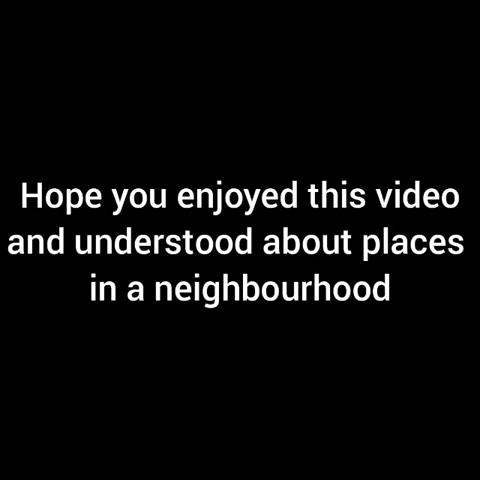 Hope you enjoyed this video
and understood about places
in a neighbourhood